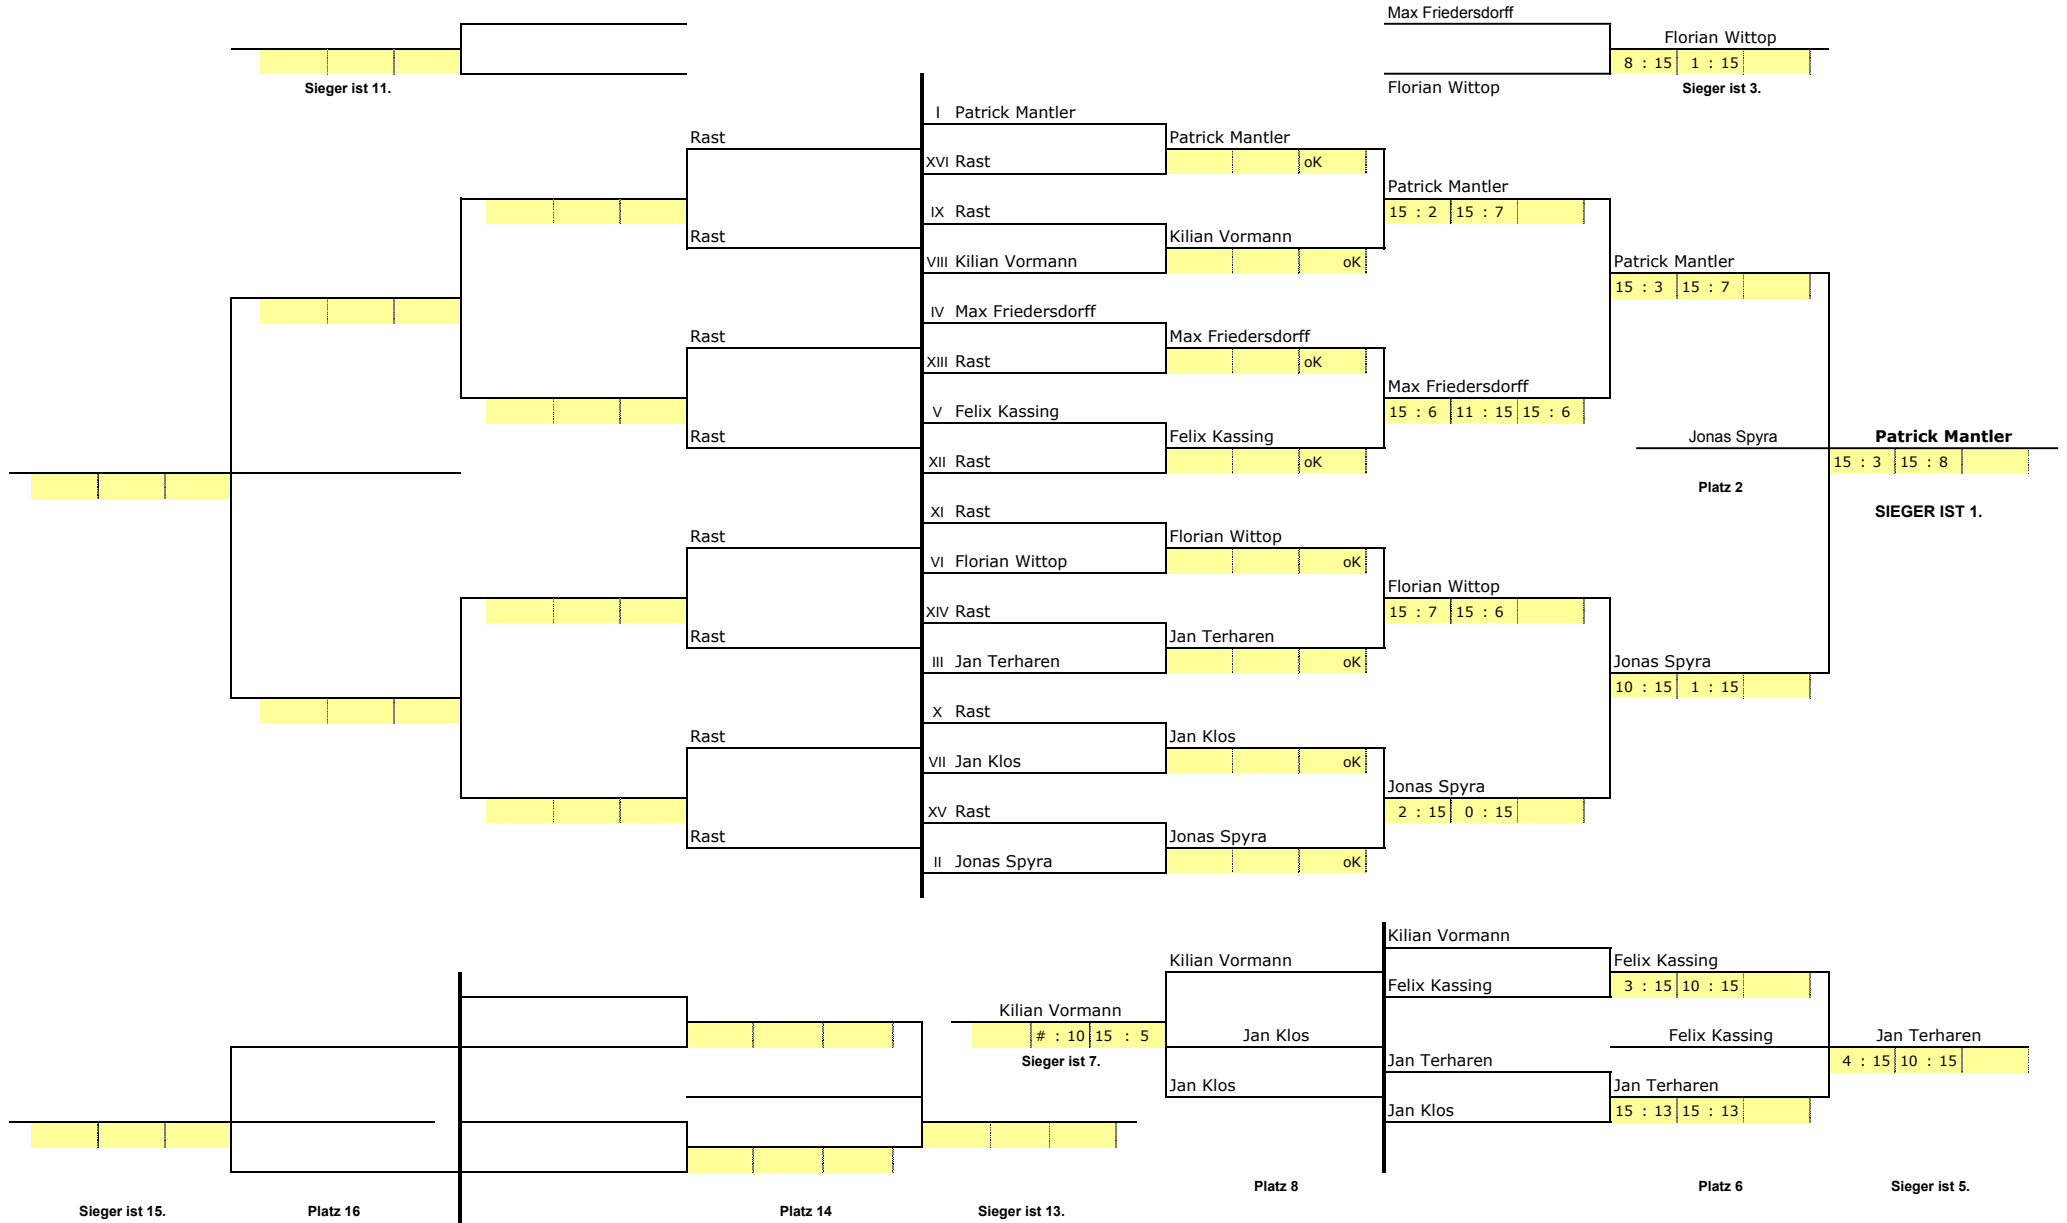 Max Friedersdorff
Florian Wittop
8 : 15 1 : 15
Sieger ist 11.
Florian Wittop
Sieger ist 3.
I Patrick Mantler
Rast
Patrick Mantler
XVI Rast
oK
Patrick Mantler
IX Rast
15 : 2 15 : 7
Rast
Kilian Vormann
VIII Kilian Vormann
oK
Patrick Mantler
15 : 3 15 : 7
IV Max Friedersdorff
Rast
Max Friedersdorff
XIII Rast
oK
Max Friedersdorff
V Felix Kassing
15 : 6 11 : 15 15 : 6
Rast
Felix Kassing
Jonas Spyra
Patrick Mantler
XII Rast
oK
15 : 3 15 : 8
Platz 2
XI Rast
SIEGER IST 1.
Rast
Florian Wittop
VI Florian Wittop
oK
Florian Wittop
XIV Rast
15 : 7 15 : 6
Rast
Jan Terharen
III Jan Terharen
oK
Jonas Spyra
10 : 15 1 : 15
X Rast
Rast
Jan Klos
VII Jan Klos
oK
Jonas Spyra
XV Rast
2 : 15 0 : 15
Rast
Jonas Spyra
II Jonas Spyra
oK
Kilian Vormann
Kilian Vormann
Felix Kassing
Felix Kassing
3 : 15 10 : 15
Kilian Vormann
# : 10 15 : 5
Jan Klos
Felix Kassing
Jan Terharen
Sieger ist 7.
Jan Terharen
4 : 15 10 : 15
Jan Klos
Jan Terharen
Jan Klos
15 : 13 15 : 13
Platz 8
Platz 6
Sieger ist 5.
Sieger ist 15.
Platz 16
Platz 14
Sieger ist 13.